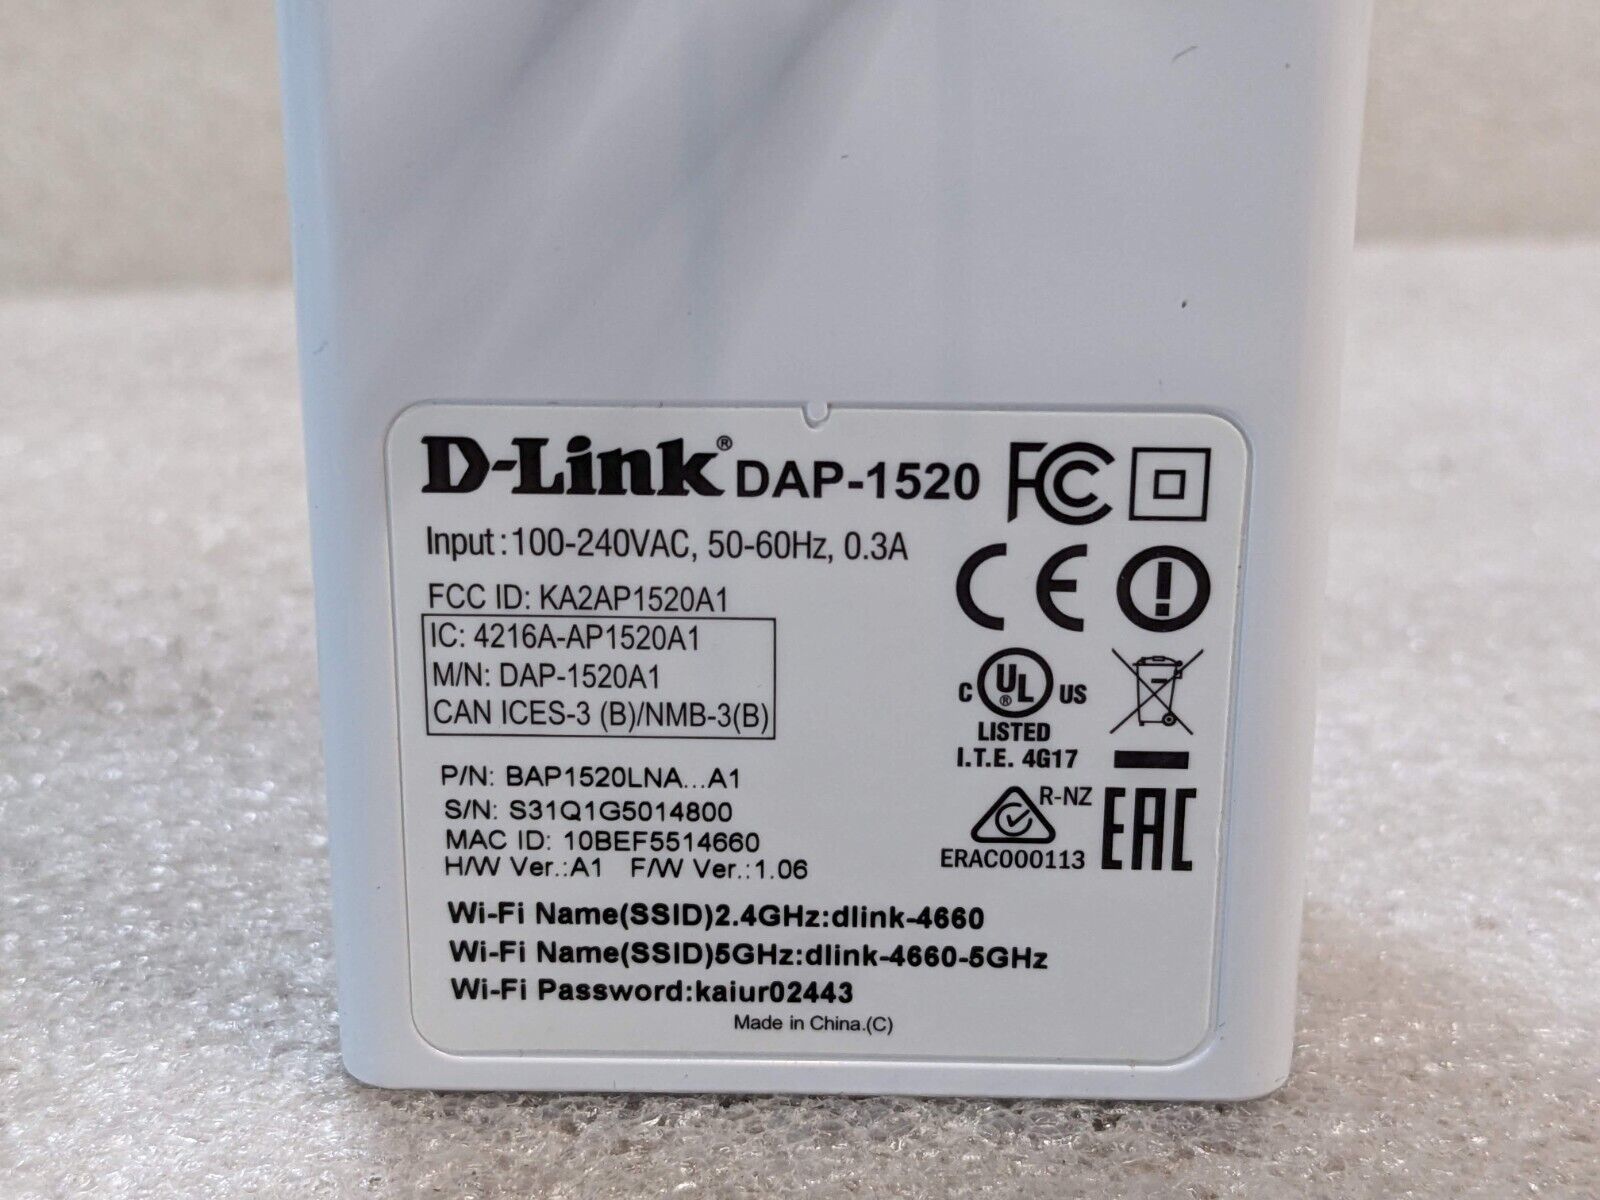 D-Link® DAP-1520 FC
Input:100-240VAC, 50-60Hz, 0.3A
FCC ID: KA2AP1520A1
IC: 4216A-AP1520A1
M/N: DAP-1520A1
CAN ICES-3 (B)/NMB-3(B)
CE
C UL® US
LISTED
I.T.E. 4G17
P/N: BAP1520LNA...A1
S/N: S31Q1G5014800
MAC ID: 10BEF5514660
H/W Ver.:A1 F/W Ver.:1.06
R-NZ
ERAC000113
EAC
Wi-Fi Name(SSID)2.4GHz:dlink-4660
Wi-Fi Name(SSID)5GHz:dlink-4660-5GHz
Wi-Fi Password:kaiur02443
Made in China.(C)